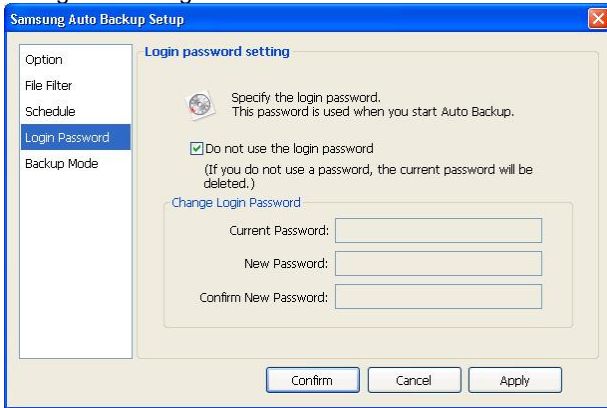 Samsung Auto Backup Setup
Option
File Filter
Schedule
Login Password
Backup Mode
Login password setting
Specify the login password.
This password is used when you start Auto Backup.
Do not use the login password
(If you do not use a password, the current password will be
deleted.)
Change Login Password
Current Password:
New Password:
Confirm New Password:
Confirm
Cancel
Apply